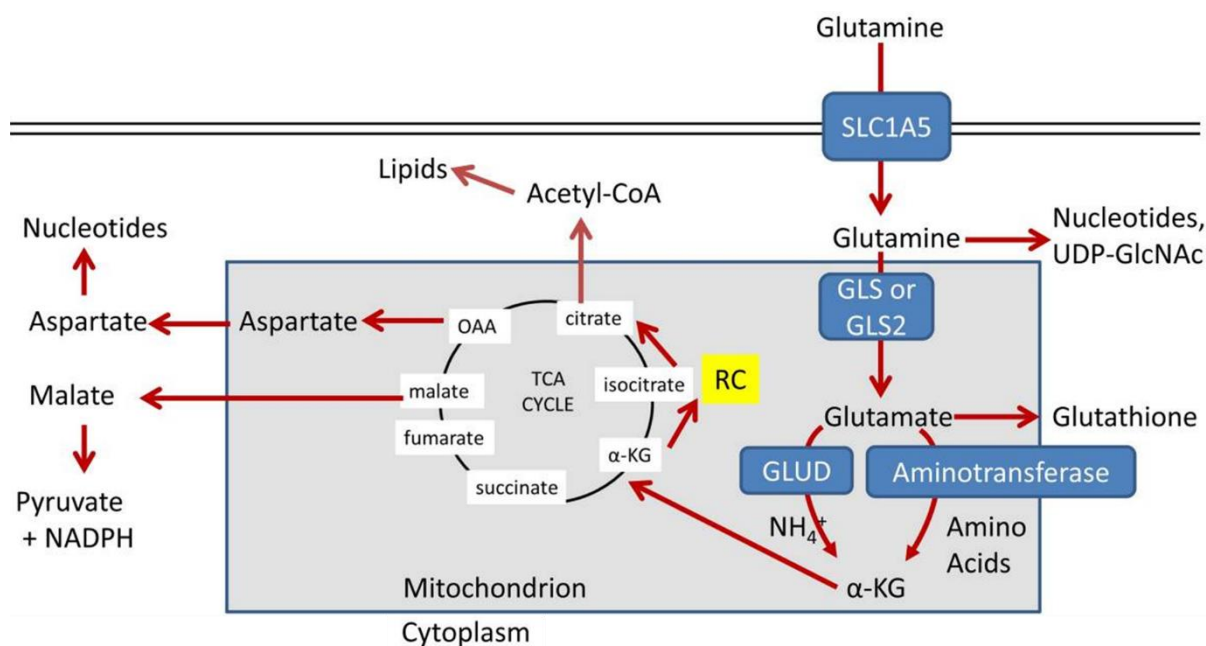 Glutamine
SLC1A5
Lipids
Acetyl-CoA
Nucleotides
Glutamine
Nucleotides,
UDP-GlcNAc
GLS or
GLS2
Aspartate
Aspartate
OAA
citrate
Malate
malate
TCA
CYCLE
isocitrate
RC
fumarate
α-KG
succinate
Glutamate
Glutathione
GLUD
Aminotransferase
Pyruvate
+ NADPH
NH₄⁺
Amino
Acids
α-KG
Mitochondrion
Cytoplasm